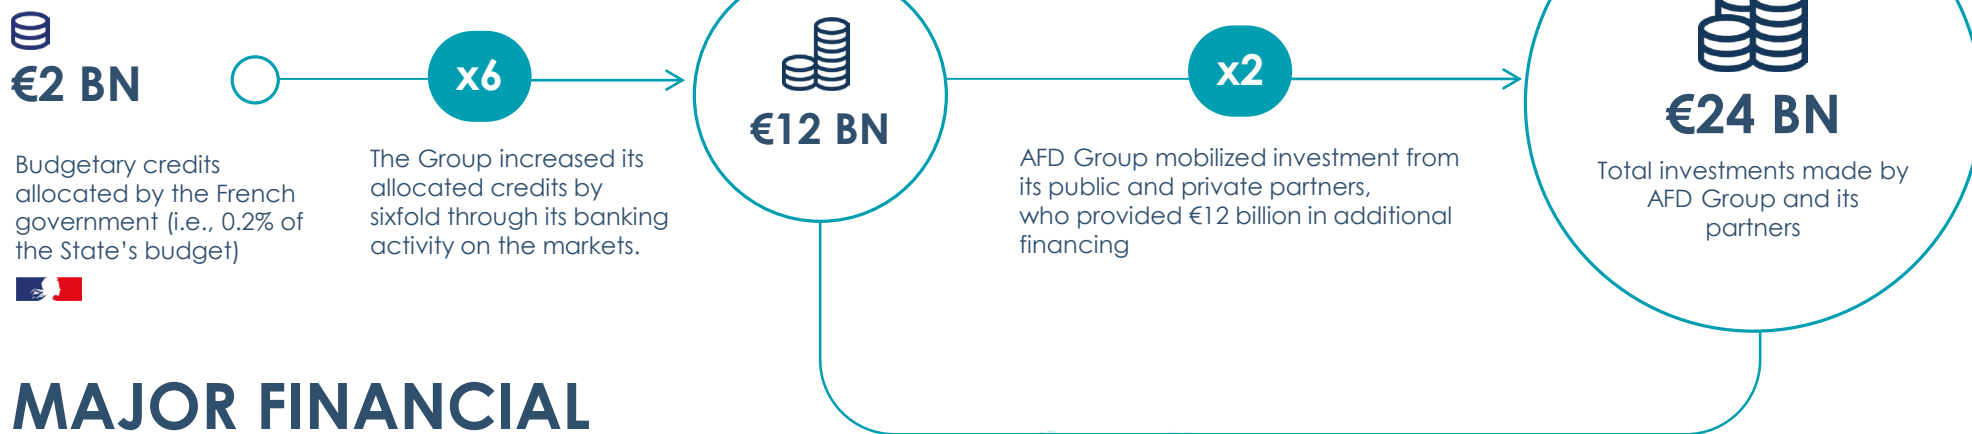 €2 BN
Budgetary credits
allocated by the French
government (i.e., 0.2% of
the State’s budget)
x6
The Group increased its
allocated credits by
sixfold through its banking
activity on the markets.
€12 BN
x2
AFD Group mobilized investment from
its public and private partners,
who provided €12 billion in additional
financing
€24 BN
Total investments made by
AFD Group and its
partners
MAJOR FINANCIAL